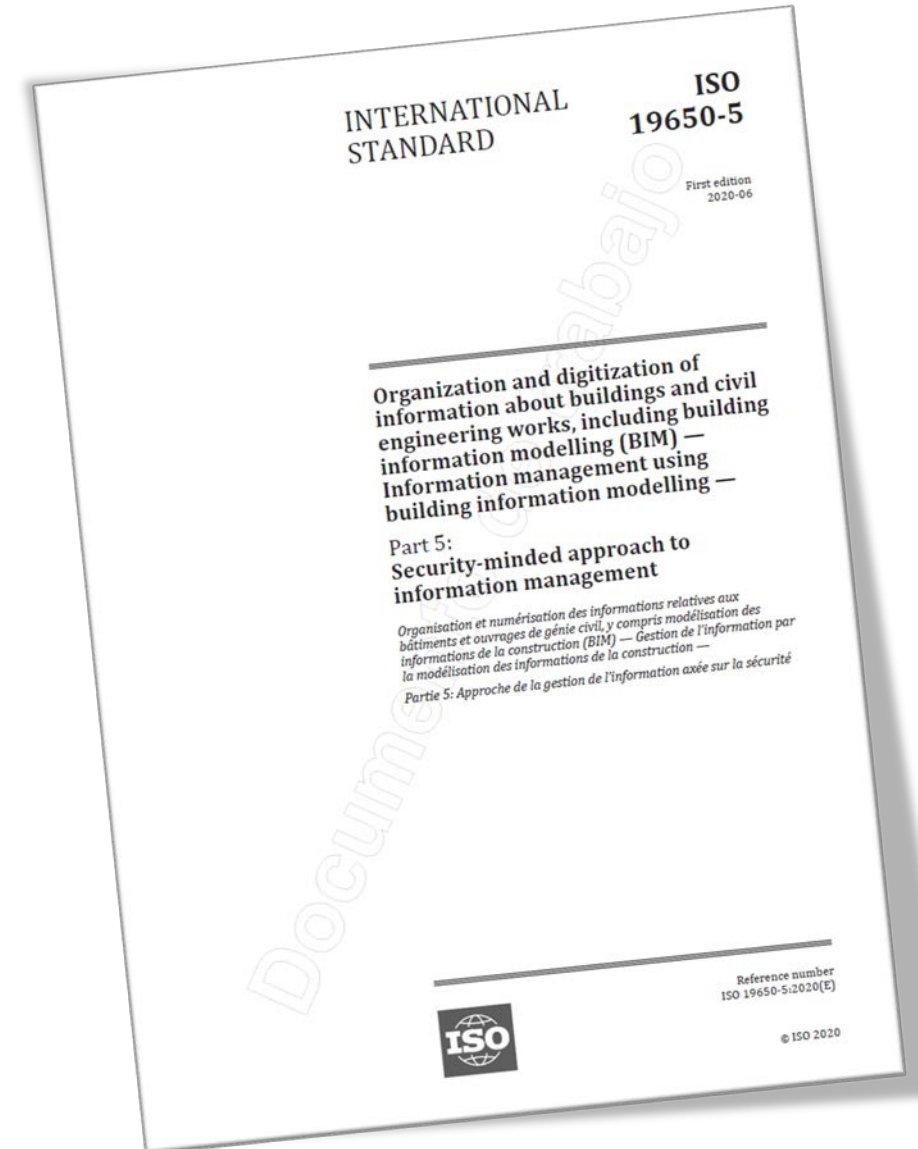 INTERNATIONAL
STANDARD
ISO
19650-5
First edition
2020-06
Organization and digitization of
information about buildings and civil
engineering works, including building
information modelling (BIM) —
Information management using
building information modelling —
Part 5:
Security-minded approach to
information management
Organisation et numérisation des informations relatives aux
bâtiments et ouvrages de génie civil, y compris modélisation des
informations de la construction (BIM) — Gestion de l'information par
la modélisation des informations de la construction —
Partie 5: Approche de la gestion de l'information axée sur la sécurité
Documento de trabajo
ISO
Reference number
ISO 19650-5:2020(E)
© ISO 2020